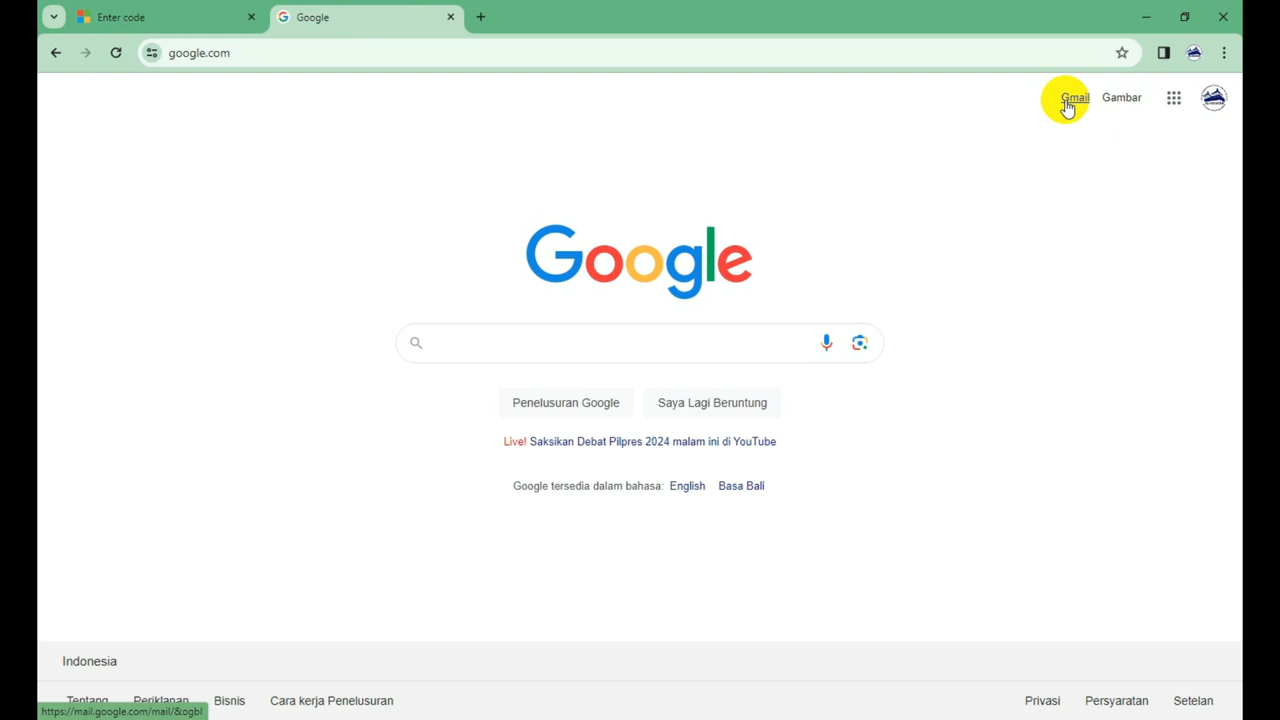 Enter code
Google
google.com
Gmail Gambar
Google
Penelusuran Google Saya Lagi Beruntung
Live! Saksikan Debat Pilpres 2024 malam ini di YouTube
Google tersedia dalam bahasa: English Basa Bali
Indonesia
Tentang Periklanan Bisnis Cara kerja Penelusuran Privasi Persyaratan Setelan
https://mail.google.com/mail/&ogbl